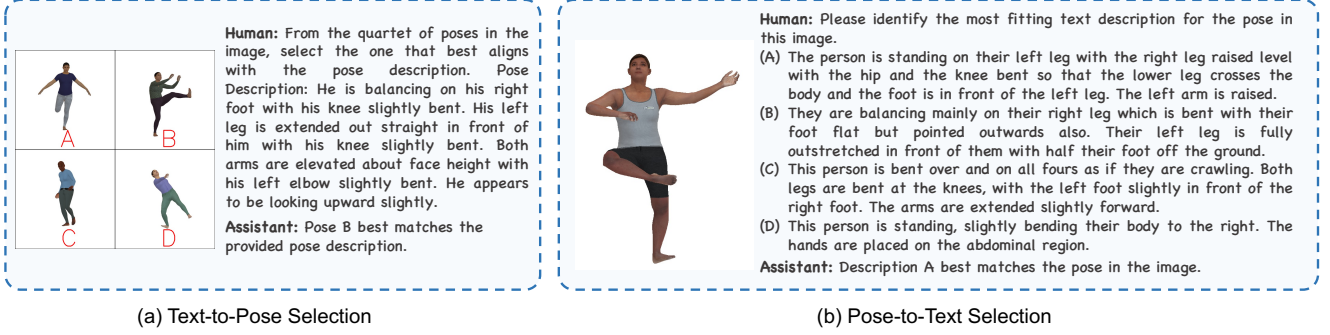 Human: From the quartet of poses in the
image, select the one that best aligns
with the pose description. Pose
Description: He is balancing on his right
foot with his knee slightly bent. His left
leg is extended out straight in front of
him with his knee slightly bent. Both
arms are elevated about face height with
his left elbow slightly bent. He appears
to be looking upward slightly.
Assistant: Pose B best matches the
provided pose description.
A
B
C
D
(a) Text-to-Pose Selection
Human: Please identify the most fitting text description for the pose in
this image.
(A) The person is standing on their left leg with the right leg raised level
with the hip and the knee bent so that the lower leg crosses the
body and the foot is in front of the left leg. The left arm is raised.
(B) They are balancing mainly on their right leg which is bent with their
foot flat but pointed outwards also. Their left leg is fully
outstretched in front of them with half their foot off the ground.
(C) This person is bent over and on all fours as if they are crawling. Both
legs are bent at the knees, with the left foot slightly in front of the
right foot. The arms are extended slightly forward.
(D) This person is standing, slightly bending their body to the right. The
hands are placed on the abdominal region.
Assistant: Description A best matches the pose in the image.
(b) Pose-to-Text Selection